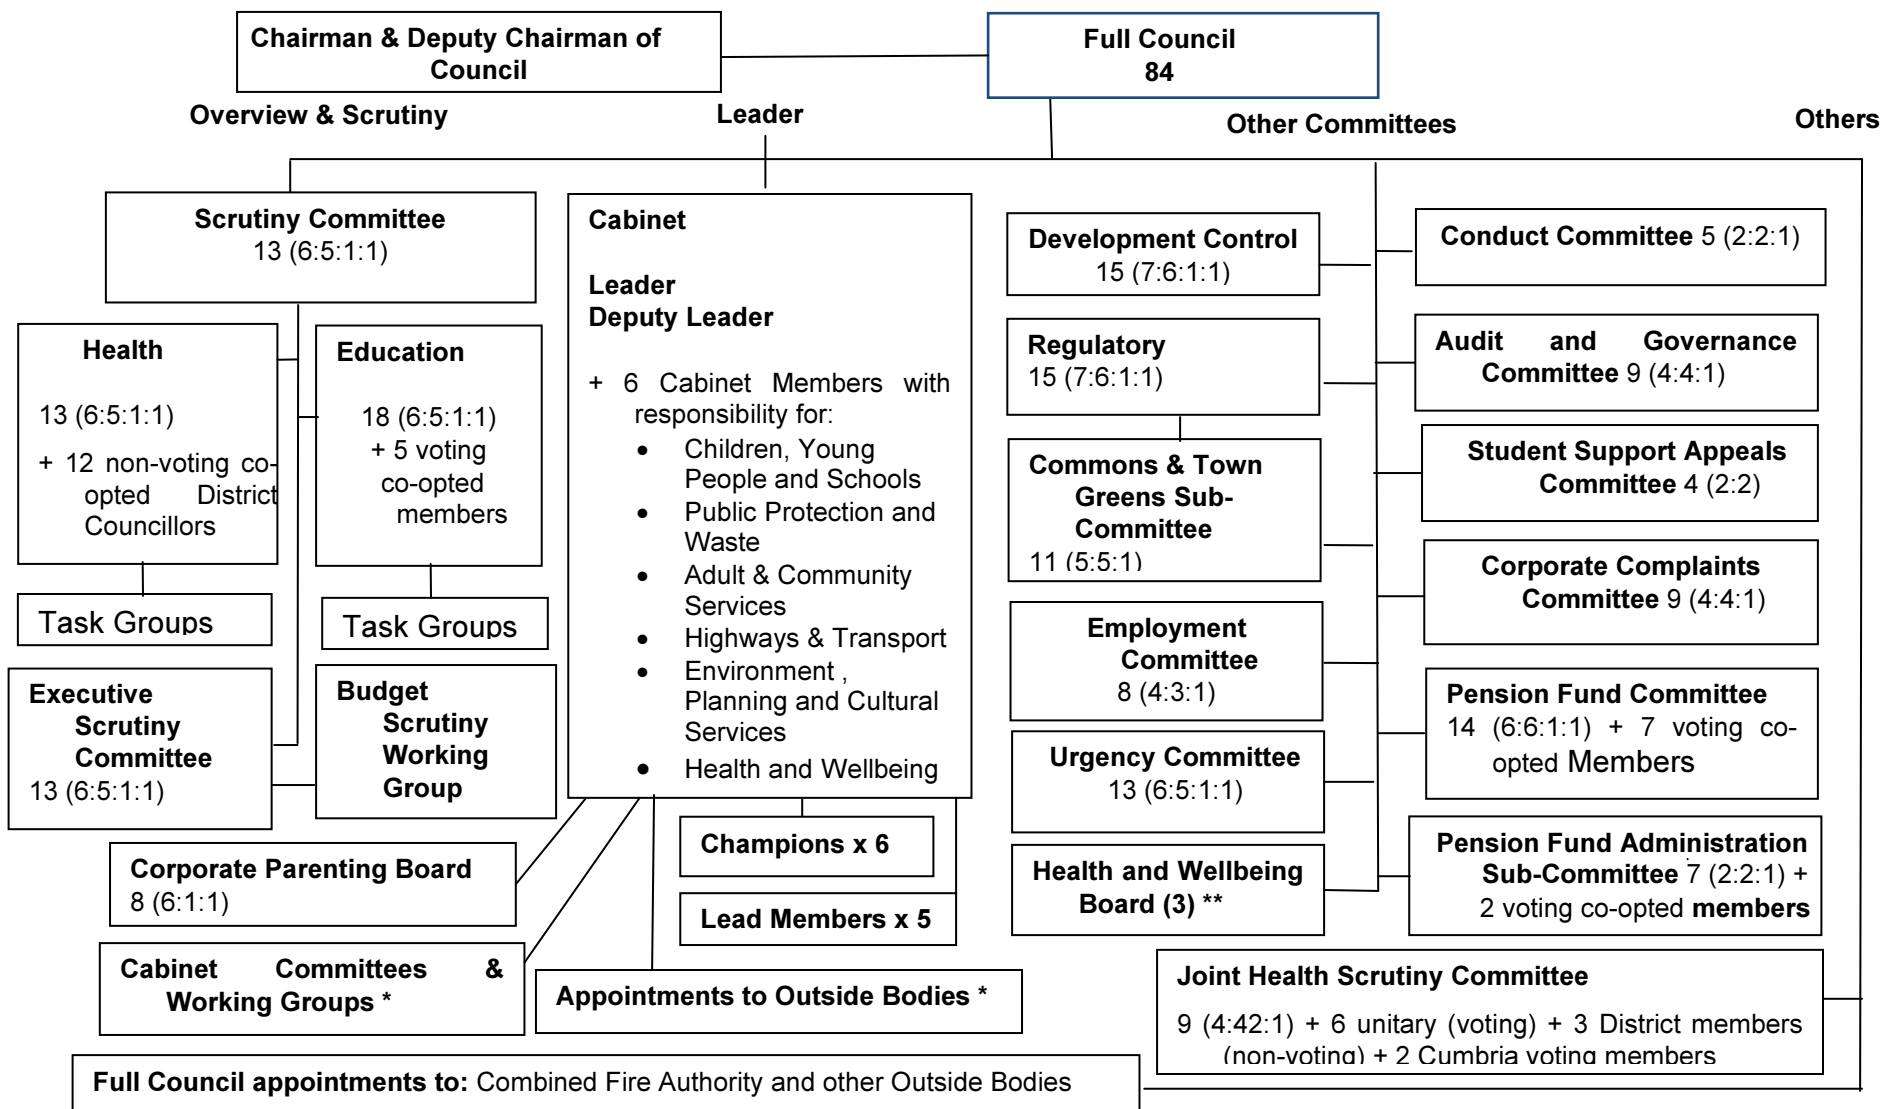 Chairman & Deputy Chairman of
Council
Full Council
84
Overview & Scrutiny
Leader
Other Committees
Others
Scrutiny Committee
13 (6:5:1:1)
Health
13 (6:5:1:1)
+ 12 non-voting co-
opted District
Councillors
Education
18 (6:5:1:1)
+ 5 voting
co-opted
members
Task Groups
Task Groups
Executive
Scrutiny
Committee
13 (6:5:1:1)
Budget
Scrutiny
Working
Group
Cabinet
Leader
Deputy Leader
+ 6 Cabinet Members with
responsibility for:
• Children, Young
People and Schools
• Public Protection and
Waste
• Adult & Community
Services
• Highways & Transport
• Environment ,
Planning and Cultural
Services
• Health and Wellbeing
Corporate Parenting Board
8 (6:1:1)
Cabinet Committees &
Working Groups *
Champions x 6
Lead Members x 5
Appointments to Outside Bodies *
Development Control
15 (7:6:1:1)
Regulatory
15 (7:6:1:1)
Commons & Town
Greens Sub-
Committee
11 (5:5:1)
Employment
Committee
8 (4:3:1)
Urgency Committee
13 (6:5:1:1)
Health and Wellbeing
Board (3) **
Conduct Committee 5 (2:2:1)
Audit and Governance
Committee 9 (4:4:1)
Student Support Appeals
Committee 4 (2:2)
Corporate Complaints
Committee 9 (4:4:1)
Pension Fund Committee
14 (6:6:1:1) + 7 voting co-
opted Members
Pension Fund Administration
Sub-Committee 7 (2:2:1) +
2 voting co-opted members
Joint Health Scrutiny Committee
9 (4:42:1) + 6 unitary (voting) + 3 District members
(non-voting) + 2 Cumbria voting members
Full Council appointments to: Combined Fire Authority and other Outside Bodies